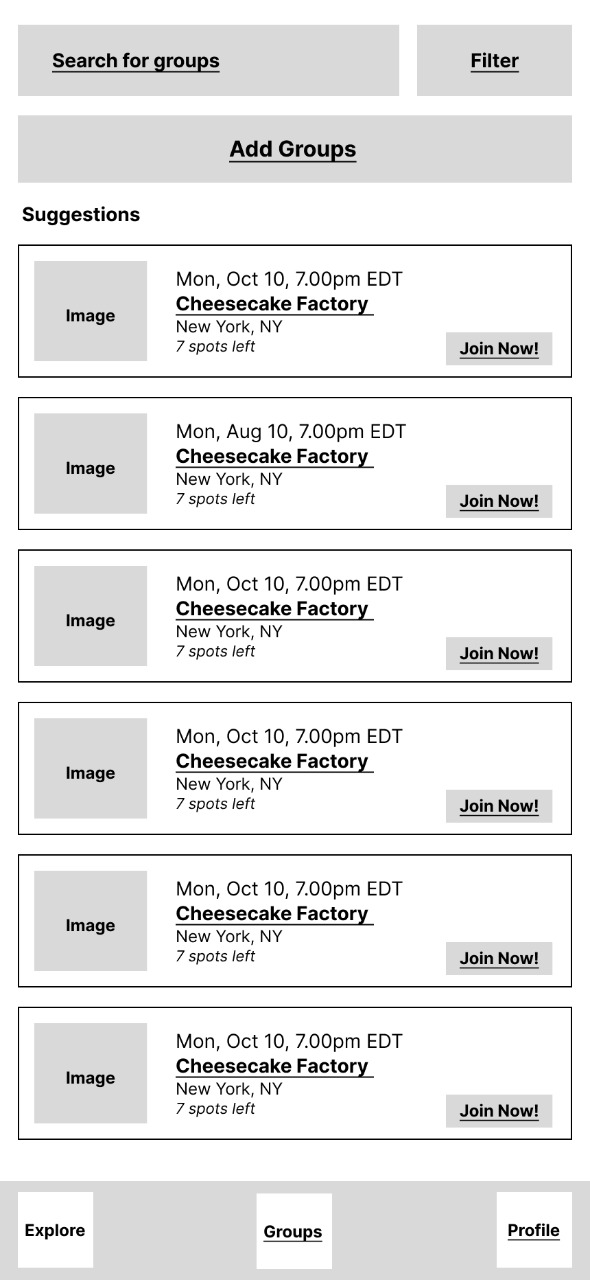 Search for groups
Filter
Add Groups
Suggestions
Image
Mon, Oct 10, 7.00pm EDT
Cheesecake Factory
New York, NY
7 spots left
Join Now!
Image
Mon, Aug 10, 7.00pm EDT
Cheesecake Factory
New York, NY
7 spots left
Join Now!
Image
Mon, Oct 10, 7.00pm EDT
Cheesecake Factory
New York, NY
7 spots left
Join Now!
Image
Mon, Oct 10, 7.00pm EDT
Cheesecake Factory
New York, NY
7 spots left
Join Now!
Image
Mon, Oct 10, 7.00pm EDT
Cheesecake Factory
New York, NY
7 spots left
Join Now!
Image
Mon, Oct 10, 7.00pm EDT
Cheesecake Factory
New York, NY
7 spots left
Join Now!
Explore
Groups
Profile